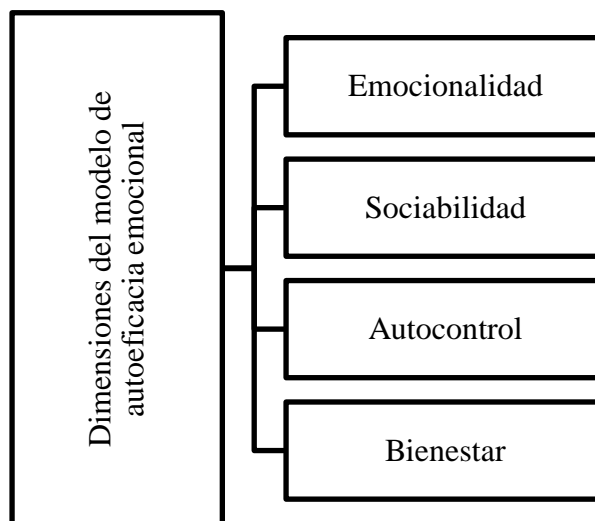 Dimensiones del modelo de
autoeficacia emocional
Emocionalidad
Sociabilidad
Autocontrol
Bienestar